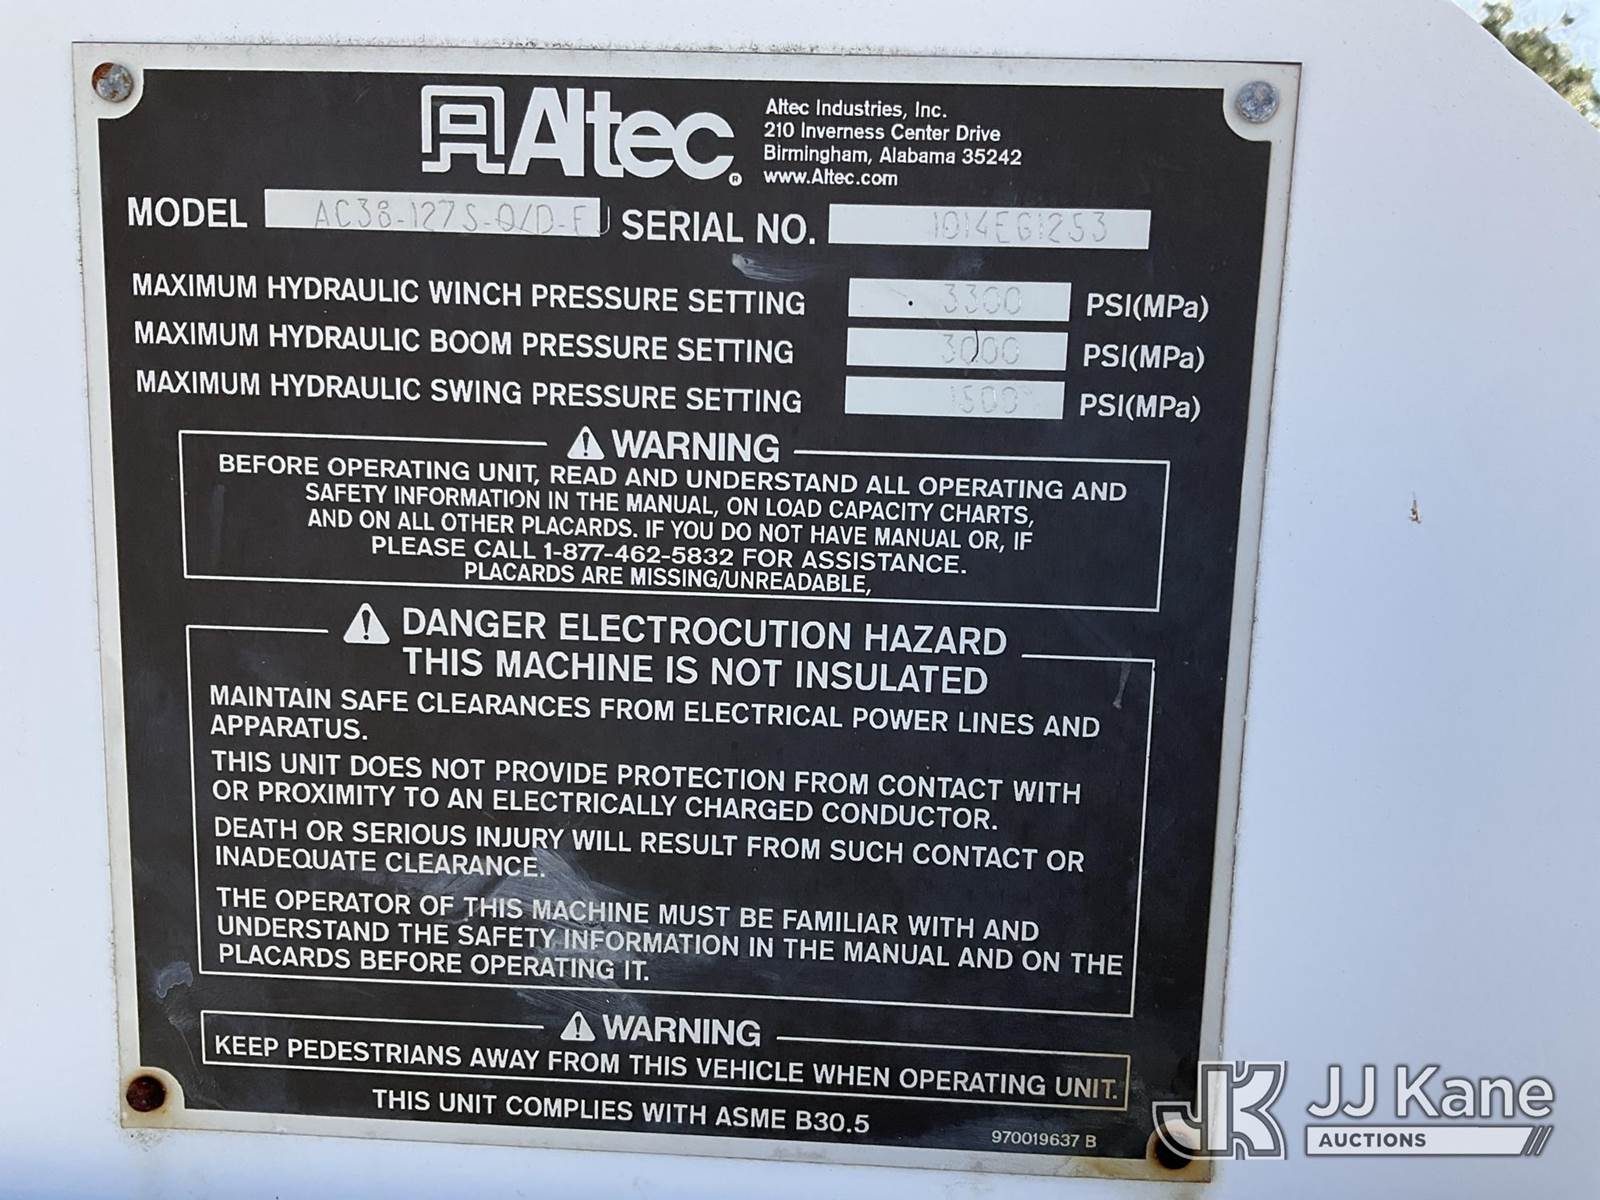 Altec®
Altec Industries, Inc.
210 Inverness Center Drive
Birmingham, Alabama 35242
www.Altec.com
MODEL AC38-127S-Q/D-FJ SERIAL NO. 1014EG1253
MAXIMUM HYDRAULIC WINCH PRESSURE SETTING 3300 PSI(MPa)
MAXIMUM HYDRAULIC BOOM PRESSURE SETTING 3000 PSI(MPa)
MAXIMUM HYDRAULIC SWING PRESSURE SETTING 1500 PSI(MPa)
WARNING
BEFORE OPERATING UNIT, READ AND UNDERSTAND ALL OPERATING AND
SAFETY INFORMATION IN THE MANUAL, ON LOAD CAPACITY CHARTS,
AND ON ALL OTHER PLACARDS. IF YOU DO NOT HAVE MANUAL OR, IF
PLEASE CALL 1-877-462-5832 FOR ASSISTANCE.
PLACARDS ARE MISSING/UNREADABLE,
DANGER ELECTROCUTION HAZARD
THIS MACHINE IS NOT INSULATED
MAINTAIN SAFE CLEARANCES FROM ELECTRICAL POWER LINES AND
APPARATUS.
THIS UNIT DOES NOT PROVIDE PROTECTION FROM CONTACT WITH
OR PROXIMITY TO AN ELECTRICALLY CHARGED CONDUCTOR.
DEATH OR SERIOUS INJURY WILL RESULT FROM SUCH CONTACT OR
INADEQUATE CLEARANCE.
THE OPERATOR OF THIS MACHINE MUST BE FAMILIAR WITH AND
UNDERSTAND THE SAFETY INFORMATION IN THE MANUAL AND ON THE
PLACARDS BEFORE OPERATING IT.
WARNING
KEEP PEDESTRIANS AWAY FROM THIS VEHICLE WHEN OPERATING UNIT.
THIS UNIT COMPLIES WITH ASME B30.5
970019637 B
JK JJ Kane
AUCTIONS